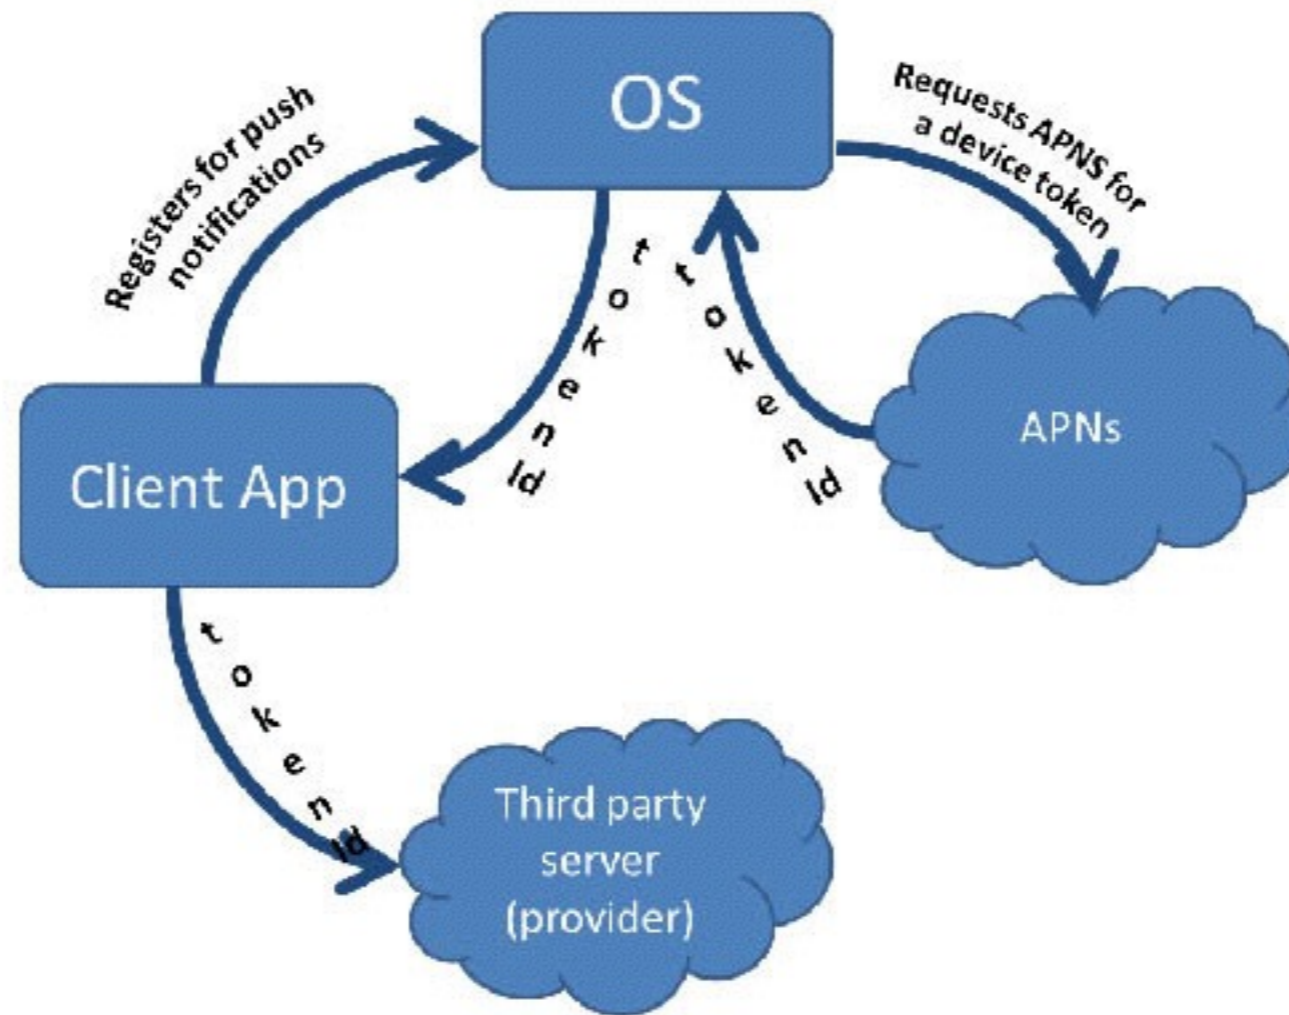 OS
Requests APNS for
a device token
Registers for push
notifications
token Id
token Id
APNs
Client App
token Id
Third party
server
(provider)